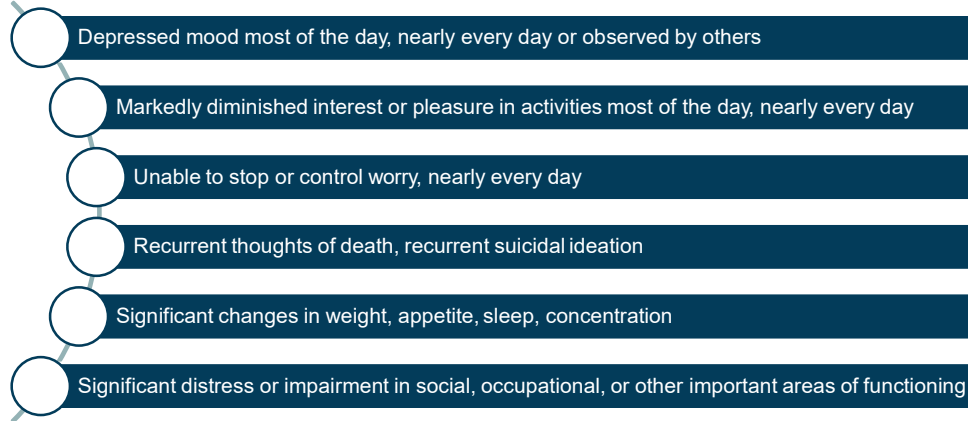 Depressed mood most of the day, nearly every day or observed by others
Markedly diminished interest or pleasure in activities most of the day, nearly every day
Unable to stop or control worry, nearly every day
Recurrent thoughts of death, recurrent suicidal ideation
Significant changes in weight, appetite, sleep, concentration
Significant distress or impairment in social, occupational, or other important areas of functioning